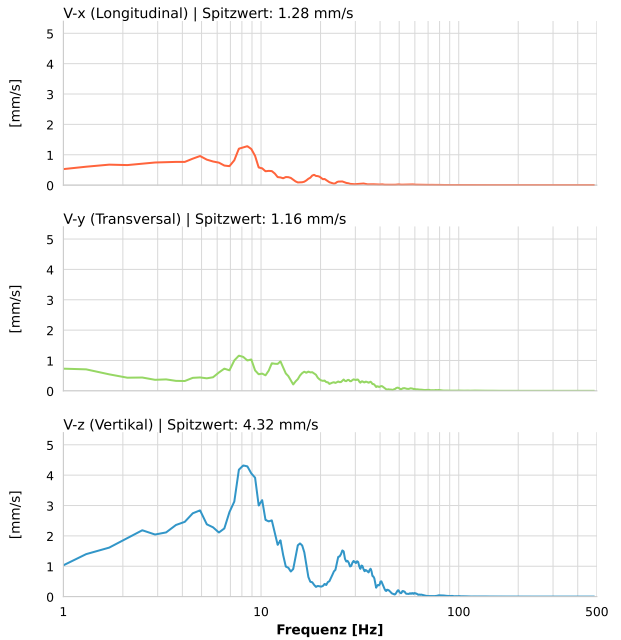 V-x (Longitudinal) | Spitzwert: 1.28 mm/s
5
4
3
2
1
0
[mm/s]
V-y (Transversal) | Spitzwert: 1.16 mm/s
5
4
3
2
1
0
[mm/s]
V-z (Vertikal) | Spitzwert: 4.32 mm/s
5
4
3
2
1
0
[mm/s]
1 10 100 500
Frequenz [Hz]